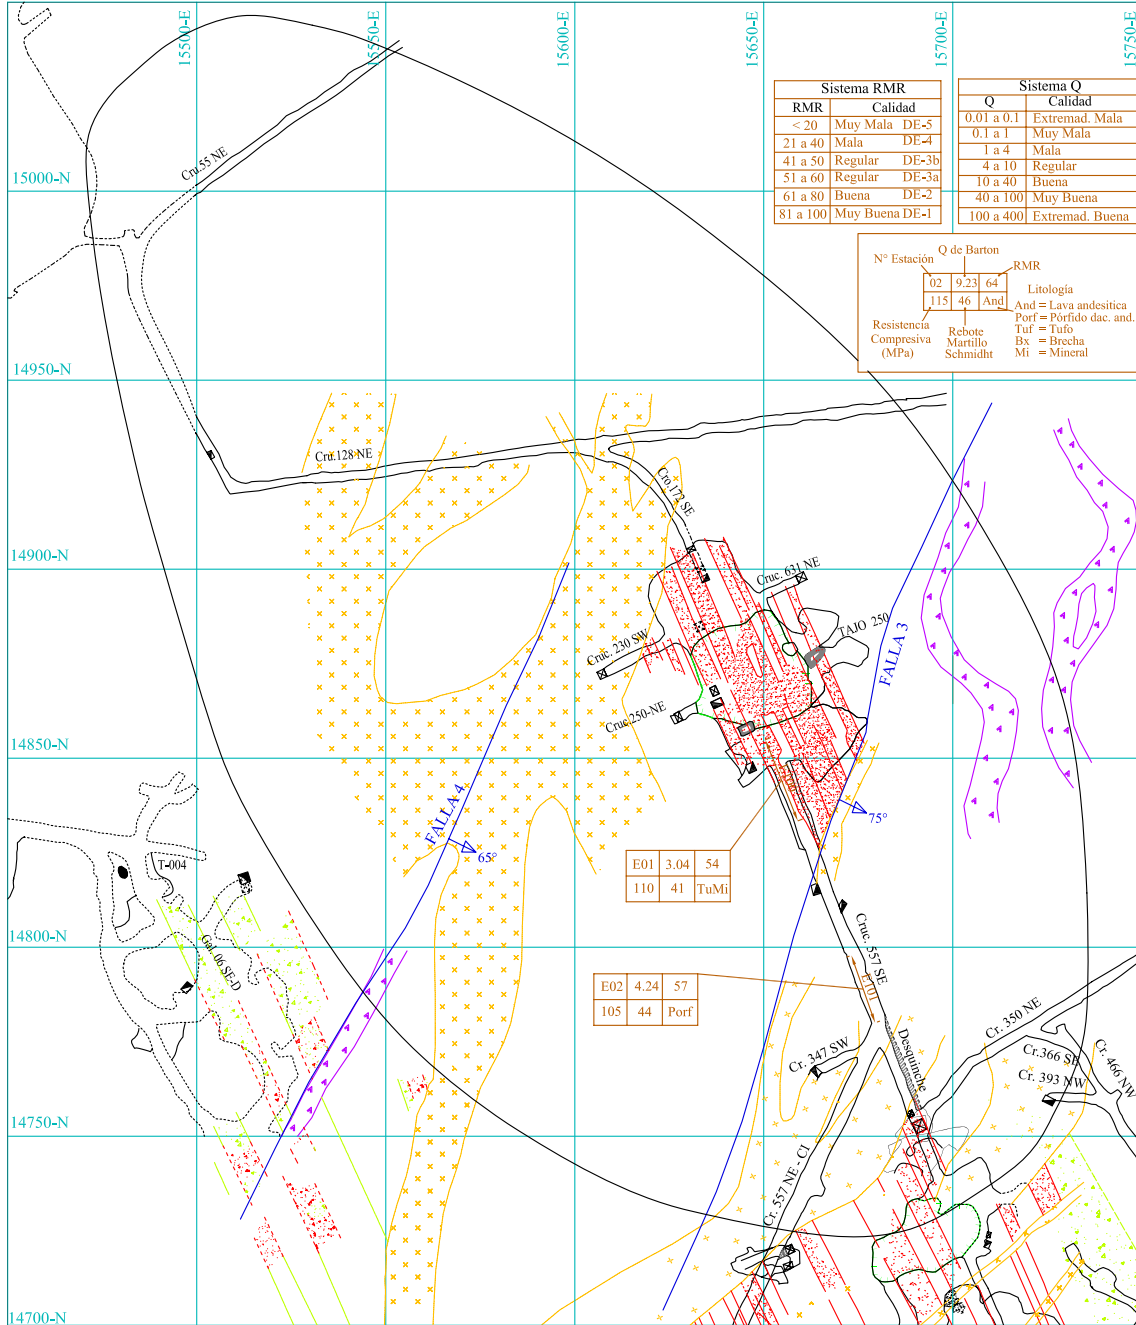 15500-E
15550-E
15600-E
15650-E
15700-E
15750-E
Sistema RMR
RMR Calidad
< 20 Muy Mala DE-5
21 a 40 Mala DE-4
41 a 50 Regular DE-3b
51 a 60 Regular DE-3a
61 a 80 Buena DE-2
81 a 100 Muy Buena DE-1
Sistema Q
Q Calidad
0.01 a 0.1 Extremad. Mala
0.1 a 1 Muy Mala
1 a 4 Mala
4 a 10 Regular
10 a 40 Buena
40 a 100 Muy Buena
100 a 400 Extremad. Buena
Q de Barton
N° Estación
RMR
02 9.23 64
115 46 And
Litología
And = Lava andesitica
Porf = Pórfido dac. and.
Tuf = Tufo
Bx = Brecha
Mi = Mineral
Resistencia
Compresiva
(MPa)
Rebote
Martillo
Schmidht
Cru.55 NE
15000-N
14950-N
Cru.128 NE
Cro.172 SE
14900-N
Cruc. 631 NE
TAJO 250
Cruc. 230 SW
FALLA 3
Cruc.250-NE
14850-N
FALLA 4
75°
65°
T-004
E01 3.04 54
110 41 TuMi
14800-N
Gal.06 SE-D
Cruc. 557 SE
E02 4.24 57
105 44 Porf
Desquinche
Cr. 350 NE
Cr. 347 SW
Cr.366 SE
Cr. 393 NW
Cr. 466 NW
14750-N
Cr. 557 NE - CI
14700-N